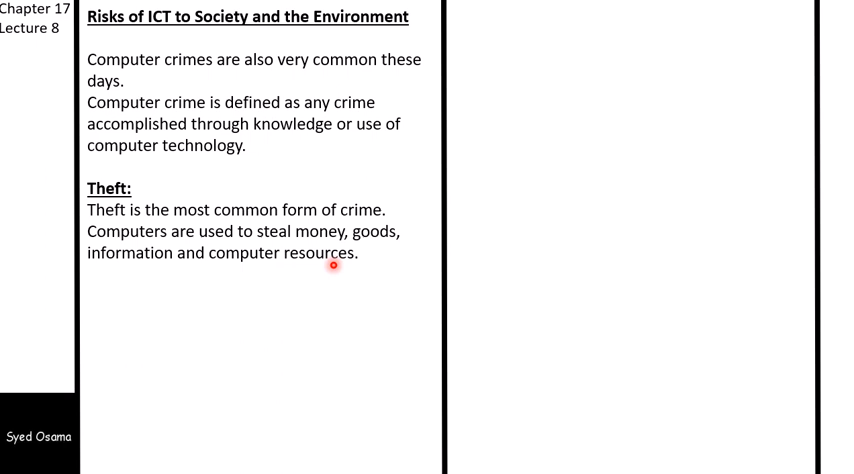 Chapter 17
Lecture 8
Risks of ICT to Society and the Environment
Computer crimes are also very common these
days.
Computer crime is defined as any crime
accomplished through knowledge or use of
computer technology.
Theft:
Theft is the most common form of crime.
Computers are used to steal money, goods,
information and computer resources.
Syed Osama